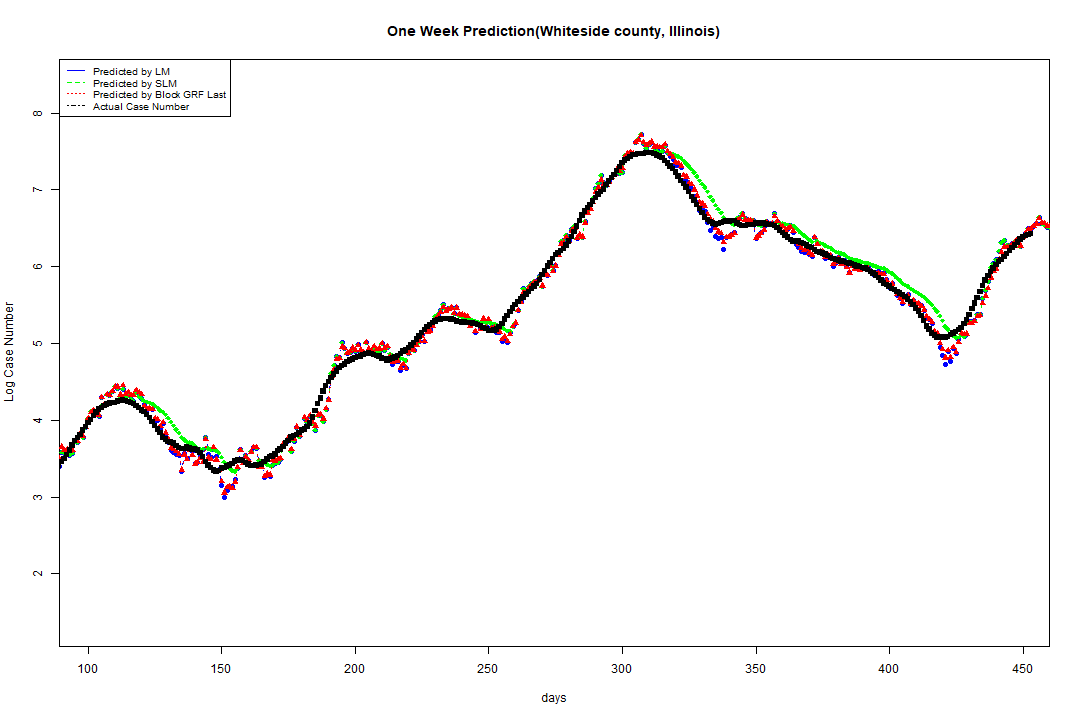 One Week Prediction(Whiteside county, Illinois)
Predicted by LM
Predicted by SLM
Predicted by Block GRF Last
Actual Case Number
Log Case Number
8
7
6
5
4
3
2
100 150 200 250 300 350 400 450
days